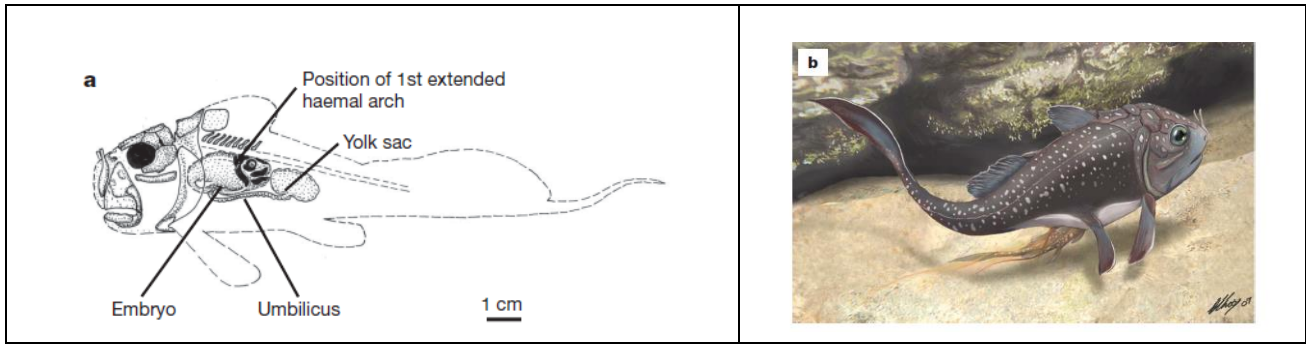 a
Position of 1st extended
haemal arch
Yolk sac
Embryo
Umbilicus
1 cm
b